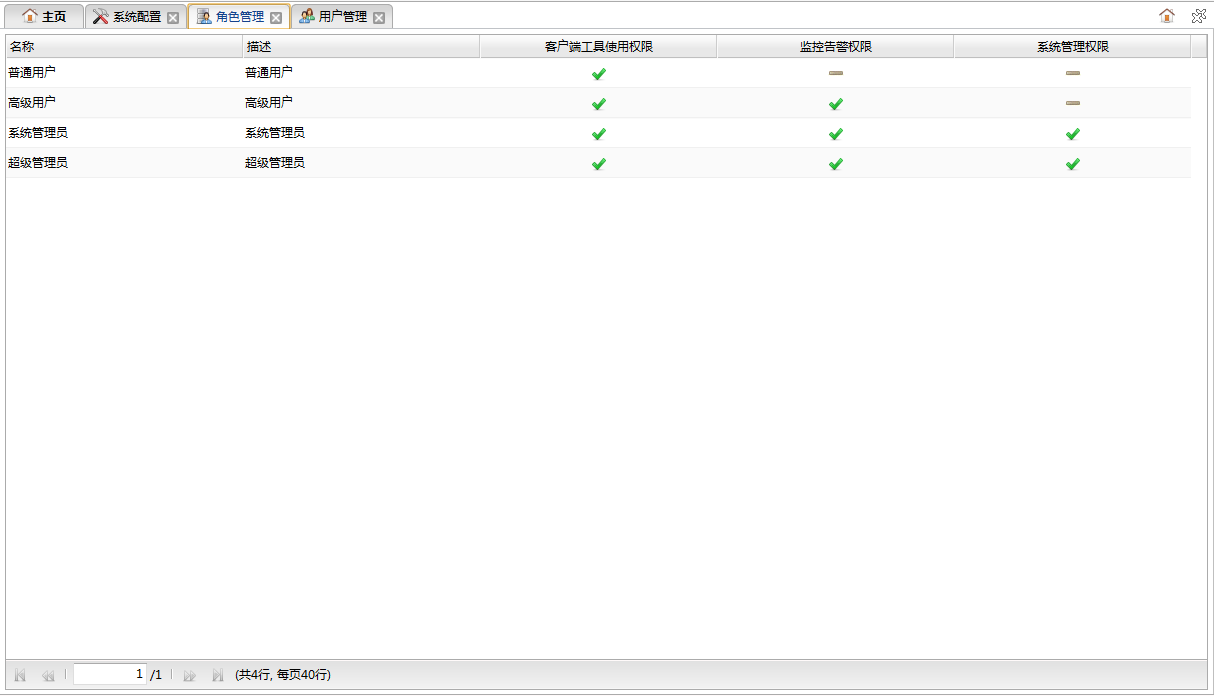 主页 系统配置 角色管理 用户管理
名称 描述 客户端工具使用权限 监控告警权限 系统管理权限
普通用户 普通用户
高级用户 高级用户
系统管理员 系统管理员
超级管理员 超级管理员
1 /1 (共4行, 每页40行)